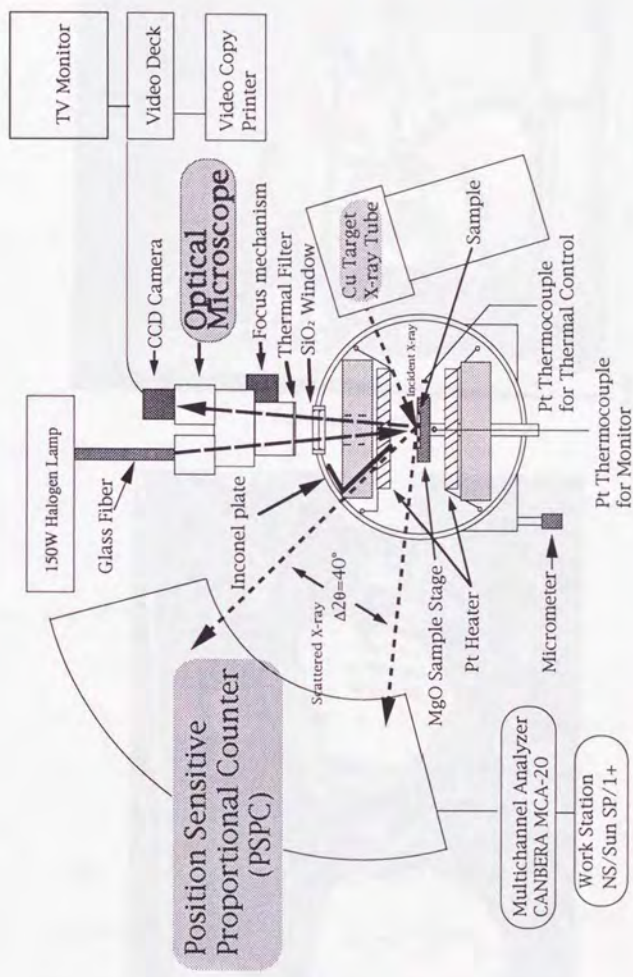 150W Halogen Lamp
Glass Fiber
CCD Camera
TV Monitor
Video Deck
Video Copy
Printer
Optical
Microscope
Focus mechanism
Thermal Filter
SiO₂ Window
Inconel plate
Cu Target
X-ray Tube
Incident X-ray
Sample
Position Sensitive
Proportional Counter
(PSPC)
Scattered X-ray
Δ2θ=40°
MgO Sample Stage
Pt Heater
Micrometer
Pt Thermocouple
for Thermal Control
Pt Thermocouple
for Monitor
Multichannel Analyzer
CANBERA MCA-20
Work Station
NS/Sun SP/1+